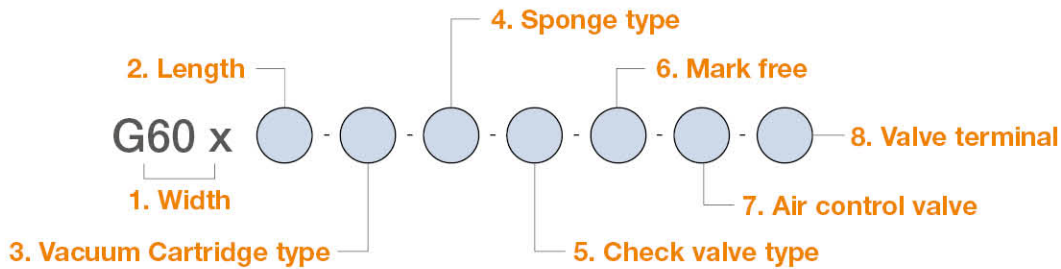 4. Sponge type
2. Length
6. Mark free
G60 x - - - - - -
8. Valve terminal
1. Width
7. Air control valve
3. Vacuum Cartridge type
5. Check valve type